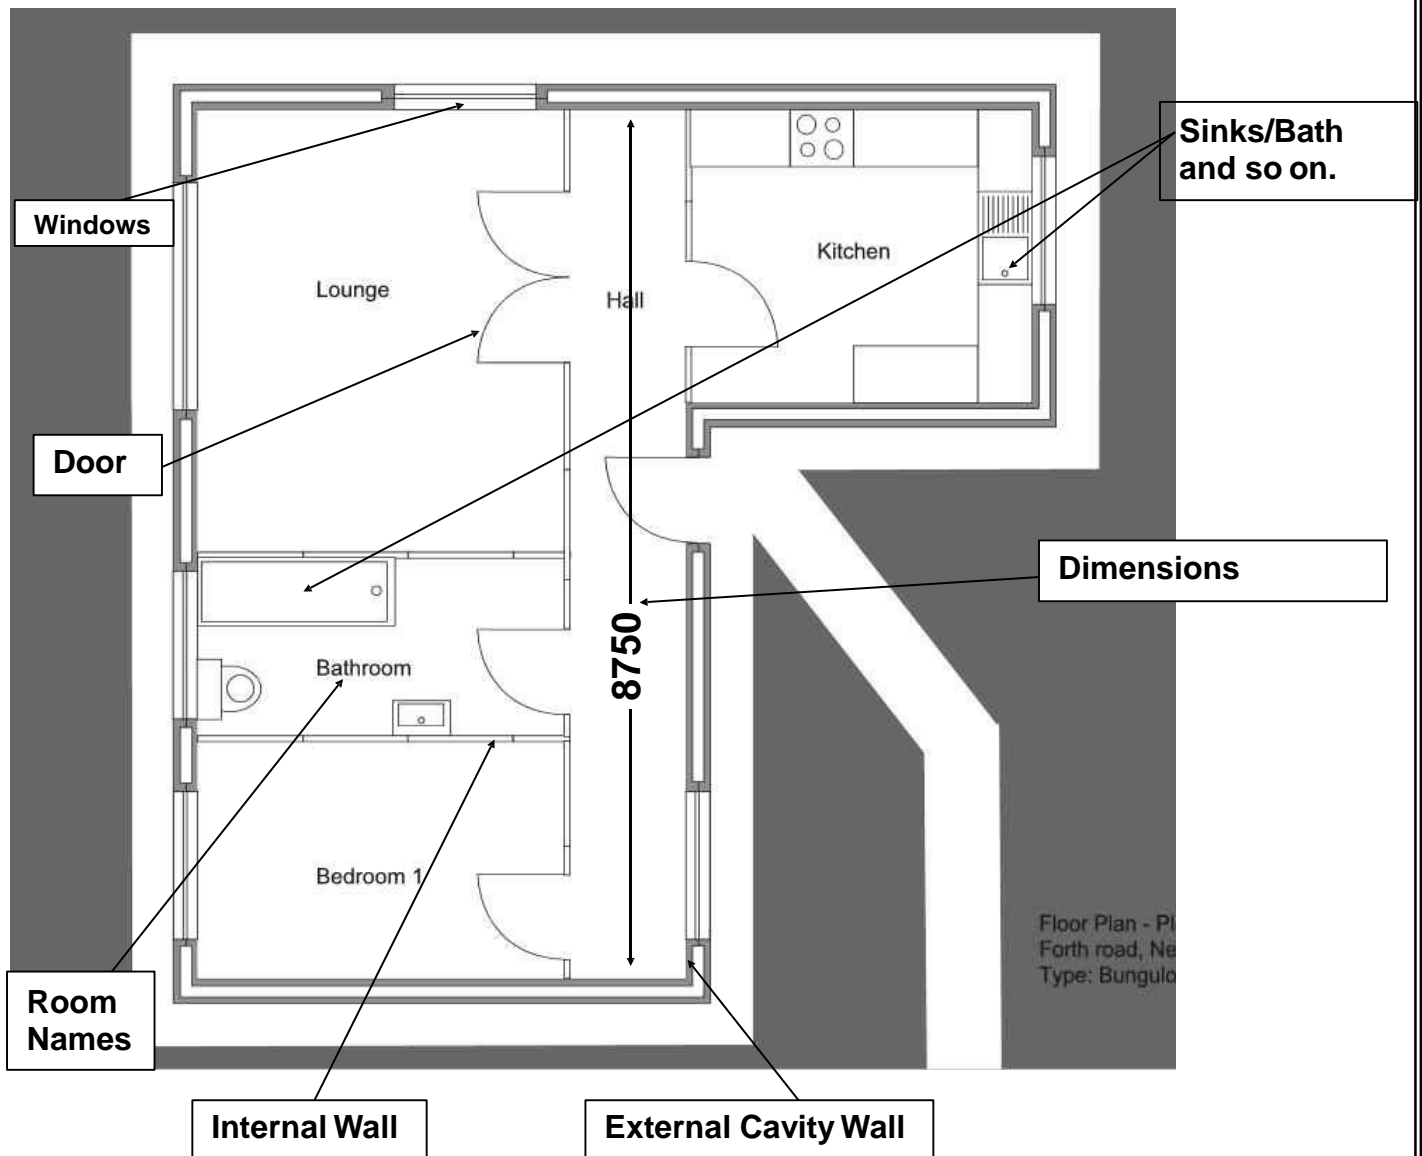 Sinks/Bath
and so on.
Windows
Kitchen
Lounge
Hall
Door
Dimensions
8750
Bathroom
Bedroom 1
Floor Plan - Pl
Forth road, Ne
Type: Bungulo
Room
Names
Internal Wall
External Cavity Wall